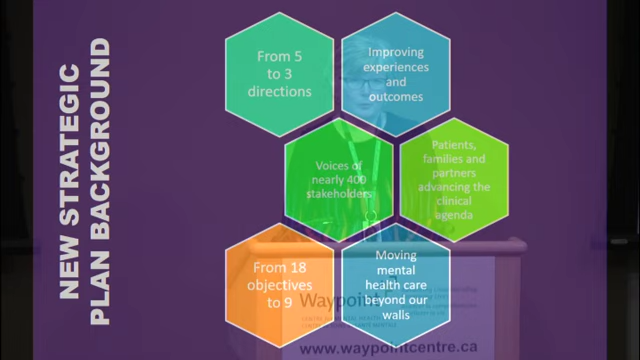 NEW STRATEGIC
PLAN BACKGROUND
From 5
to 3
directions
Improving
experiences
and
outcomes
Voices of
nearly 400
stakeholders
Patients,
families and
partners
advancing the
clinical
agenda
From 18
objectives
to 9
Moving
mental
health care
beyond our
walls
Waypoint
www.waypointcentre.ca